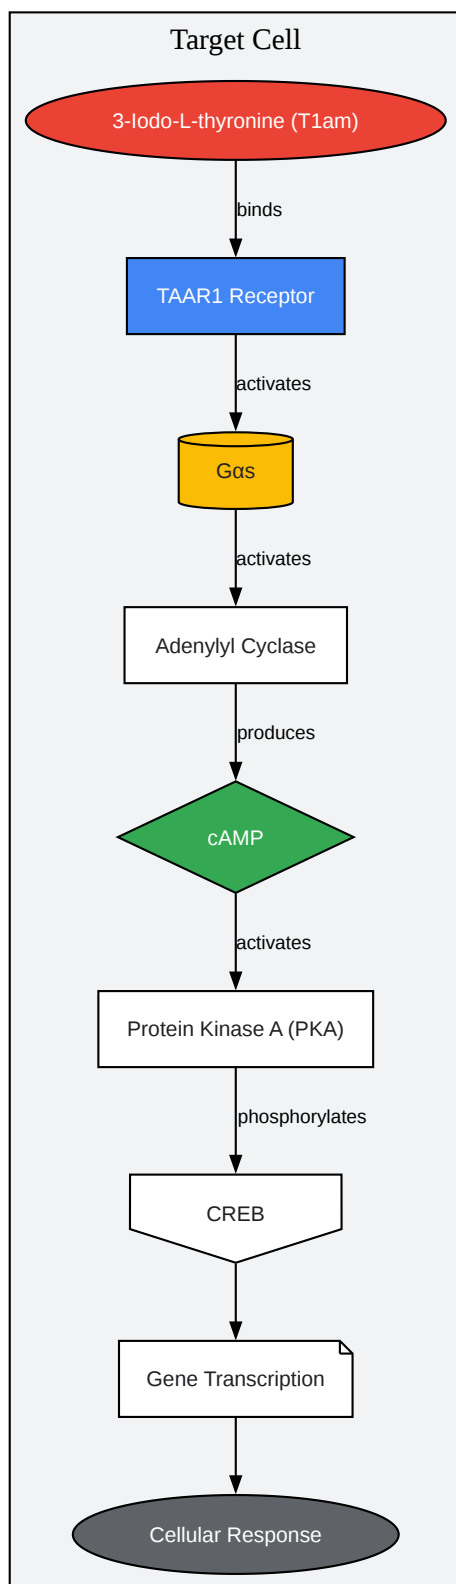 Target Cell
3-Iodo-L-thyronine (T1am)
binds
TAAR1 Receptor
activates
Gαs
activates
Adenylyl Cyclase
produces
cAMP
activates
Protein Kinase A (PKA)
phosphorylates
CREB
Gene Transcription
Cellular Response